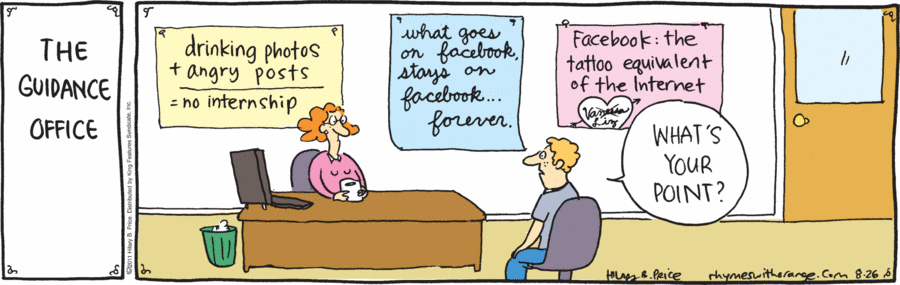 THE
GUIDANCE
OFFICE
©2011 Hilary B. Price. Distributed by King Features Syndicate, Inc.
drinking photos
+ angry posts
= no internship
what goes
on facebook,
stays on
facebook...
forever.
Facebook: the
tattoo equivalent
of the Internet
Vanessa
Liz
WHAT'S
YOUR
POINT?
HILARY B. PRICE rhymeswithorange.com 8-26